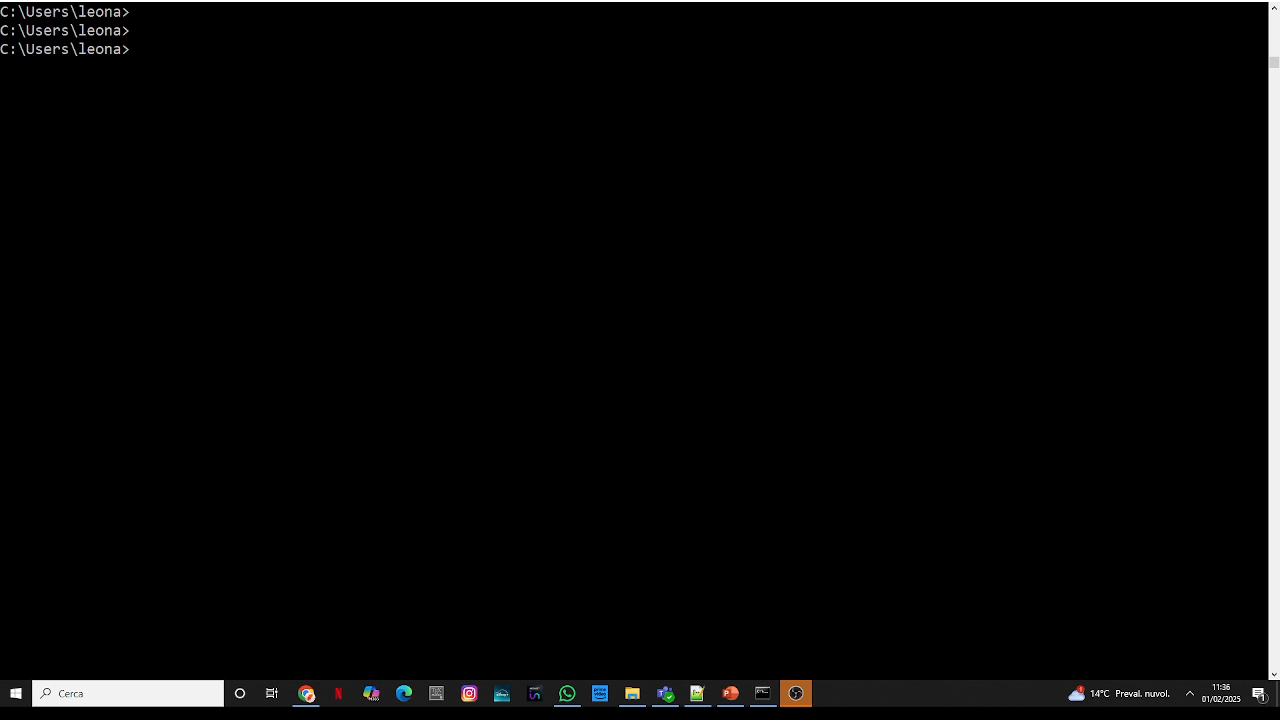 C:\Users\leona>
C:\Users\leona>
C:\Users\leona>
Cerca
14°C Preval. nuvol.
11:36
01/02/2025